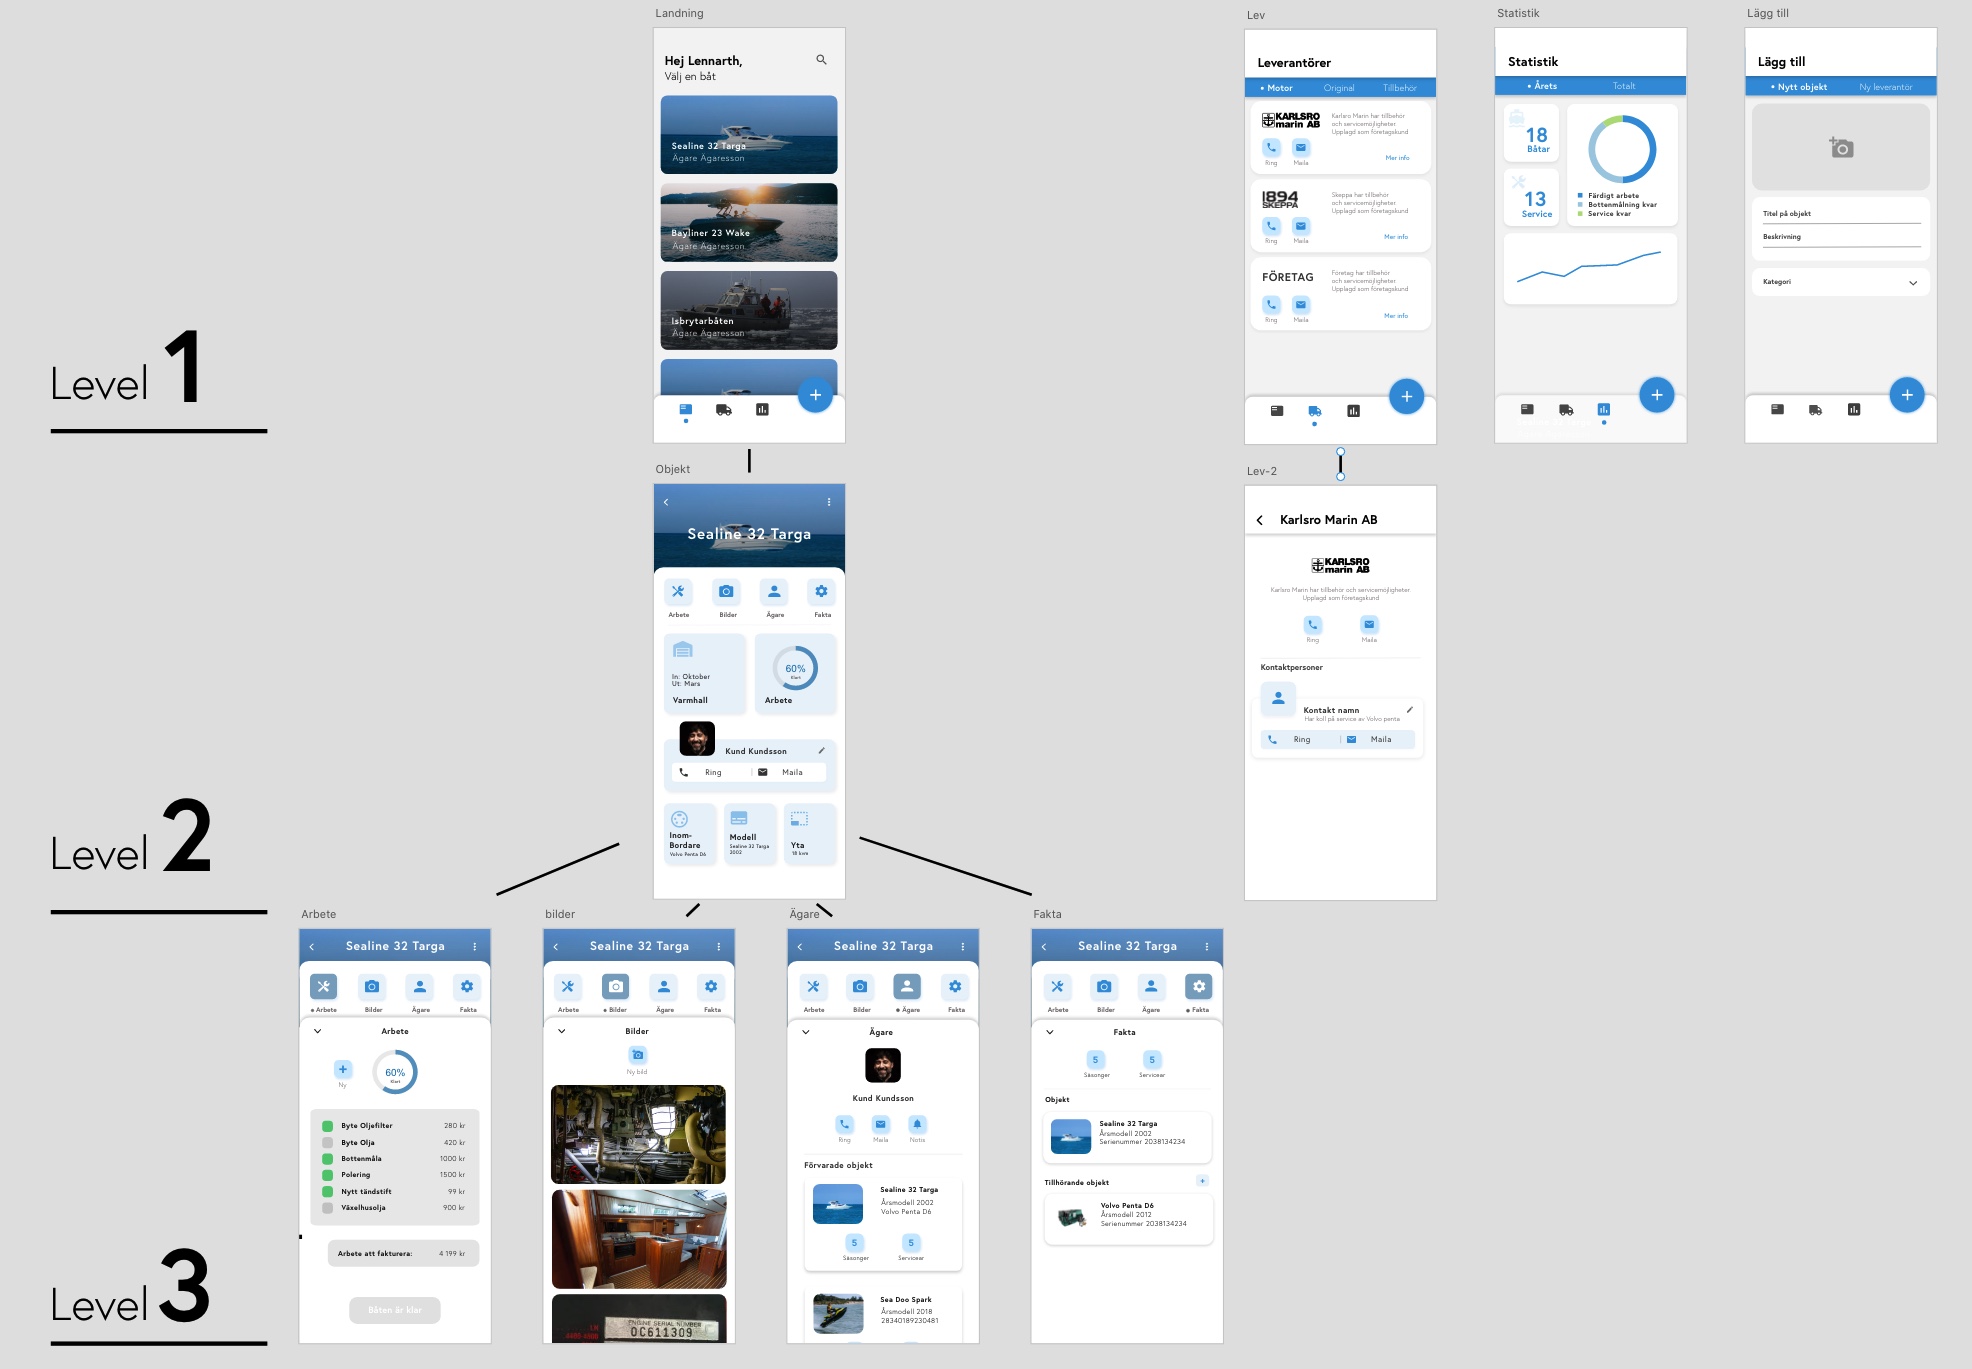 Landning
Hej Lennarth,
Välj en båt
Sealine 32 Targa
Ägare Ägaresson
Bayliner 23 Wake
Ägare Ägaresson
Isbrytarbåten
Ägare Ägaresson
Lev
Leverantörer
• Motor Original Tillbehör
KARLSRO marin AB
Karlsro Marin har tillbehör
och servicemöjligheter.
Upplagd som företagskund
Ring Maila
Mer info
1894 SKEPPA
Skeppa har tillbehör
och servicemöjligheter.
Upplagd som företagskund
Ring Maila
Mer info
FÖRETAG
Företag har tillbehör
och servicemöjligheter.
Upplagd som företagskund
Ring Maila
Mer info
Statistik
Statistik
• Årets Totalt
18
Båtar
13
Service
Färdigt arbete
Bottenmålning kvar
Service kvar
Lägg till
Lägg till
• Nytt objekt Ny leverantör
Titel på objekt
Beskrivning
Kategori
Level 1
Objekt
Sealine 32 Targa
Arbete Bilder Ägare Fakta
In: Oktober
Ut: Mars
Varmhall
60%
Klart
Arbete
Kund Kundsson
Ring | Maila
Inom-
Bordare
Volvo Penta D6
Modell
Sealine 32 Targa
2002
Yta
18 kvm
Lev-2
Karlsro Marin AB
KARLSRO marin AB
Karlsro Marin har tillbehör och servicemöjligheter.
Upplagd som företagskund
Ring Maila
Kontaktpersoner
Kontakt namn
Har koll på service av Volvo penta
Ring | Maila
Level 2
Arbete
Sealine 32 Targa
• Arbete Bilder Ägare Fakta
Arbete
Ny
60%
Klart
Byte Oljefilter 280 kr
Byte Olja 420 kr
Bottenmåla 1000 kr
Polering 1500 kr
Nytt tändstift 99 kr
Växelhusolja 900 kr
Arbete att fakturera: 4 199 kr
Båten är klar
bilder
Sealine 32 Targa
Arbete • Bilder Ägare Fakta
Bilder
Ny bild
ENGINE SERIAL NUMBER
0C611309
Ägare
Sealine 32 Targa
Arbete Bilder • Ägare Fakta
Ägare
Kund Kundsson
Ring Maila Notis
Förvarade objekt
Sealine 32 Targa
Årsmodell 2002
Volvo Penta D6
5 5
Säsonger Servicear
Sea Doo Spark
Årsmodell 2018
28340189230481
Fakta
Sealine 32 Targa
Arbete Bilder Ägare • Fakta
Fakta
5 5
Säsonger Servicear
Objekt
Sealine 32 Targa
Årsmodell 2002
Serienummer 2038134234
Tillhörande objekt
Volvo Penta D6
Årsmodell 2012
Serienummer 2038134234
Level 3